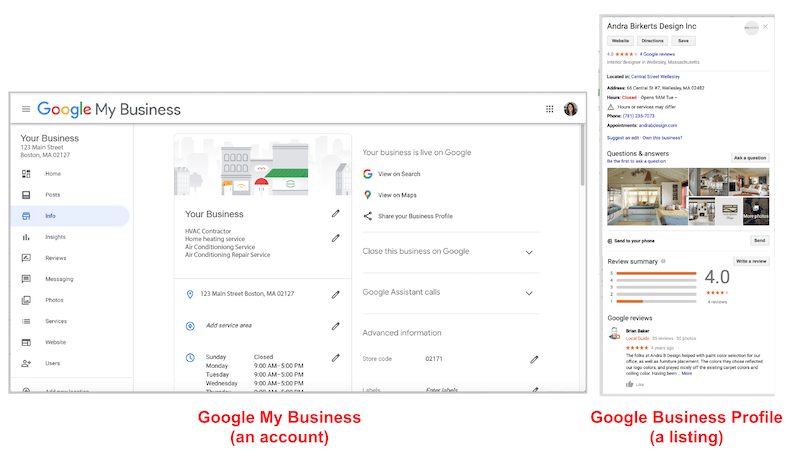 Google My Business
Your Business
123 Main Street
Boston, MA 02127
Home
Posts
Info
Insights
Reviews
Messaging
Photos
Services
Website
Users
Your Business
HVAC Contractor
Home heating service
Air Conditioniong Service
Air Conditioning Repair Service
123 Main Street Boston, MA 02127
Add service area
Sunday Closed
Monday 9:00 AM–5:00 PM
Tuesday 9:00 AM–5:00 PM
Wednesday 9:00 AM–5:00 PM
Thursday 9:00 AM–5:00 PM
Your business is live on Google
View on Search
View on Maps
Share your Business Profile
Close this business on Google
Google Assistant calls
Advanced information
Store code 02171
Labels Enter labels
Google My Business
(an account)
Andra Birkerts Design Inc
Website Directions Save
4.0 4 Google reviews
Interior designer in Wellesley, Massachusetts
Located in: Central Street Wellesley
Address: 66 Central St #7, Wellesley, MA 02482
Hours: Closed · Opens 9AM Tue
Hours or services may differ
Phone: (781) 235-7273
Appointments: andrabdesign.com
Suggest an edit · Own this business?
Questions & answers
Be the first to ask a question
Ask a question
More photos
Send to your phone
Send
Review summary
Write a review
5
4
3
2
1
4.0
4 reviews
Google reviews
Brian Saker
Local Guide · 35 reviews · 83 photos
4 years ago
The folks at Andra B Design helped with paint color selection for our
office, as well as furniture placement. The colors they chose reflected
our logo colors, and played nicely off the existing carpet colors and
ceiling color. Having been ... More
Like
Google Business Profile
(a listing)